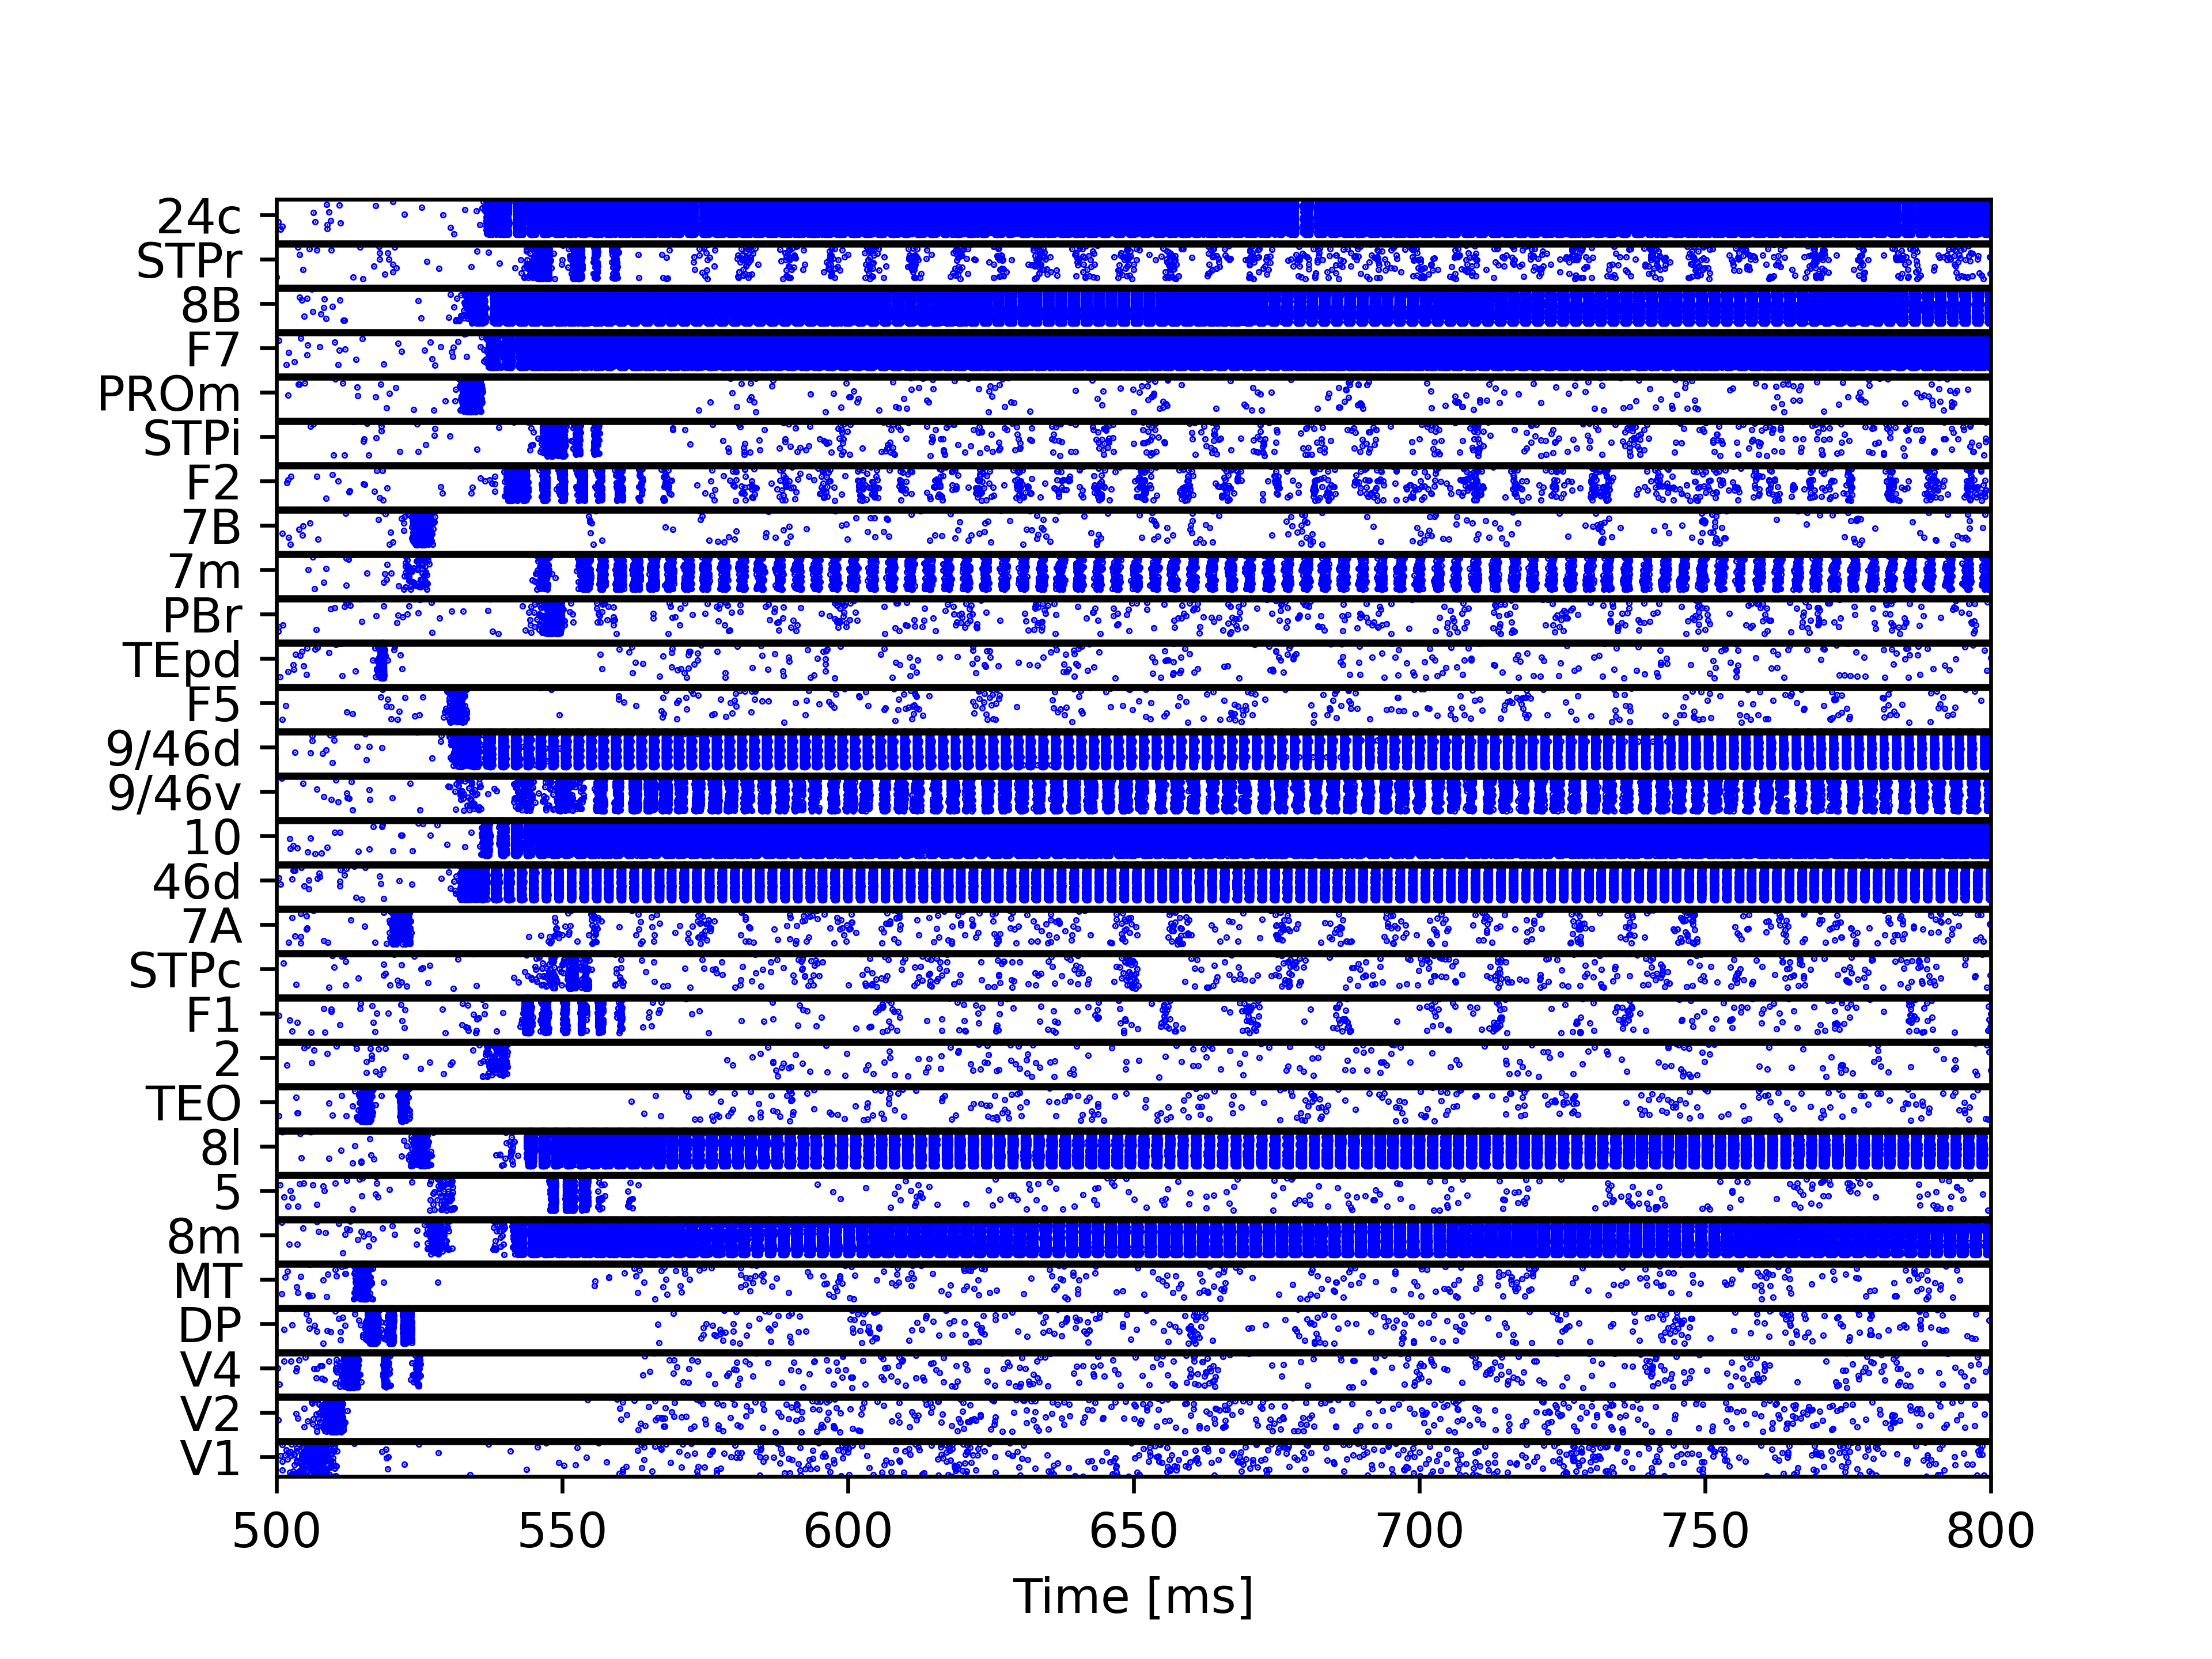 24c
STPr
8B
F7
PROm
STPi
F2
7B
7m
PBr
TEpd
F5
9/46d
9/46v
10
46d
7A
STPc
F1
2
TEO
8l
5
8m
MT
DP
V4
V2
V1
500 550 600 650 700 750 800
Time [ms]